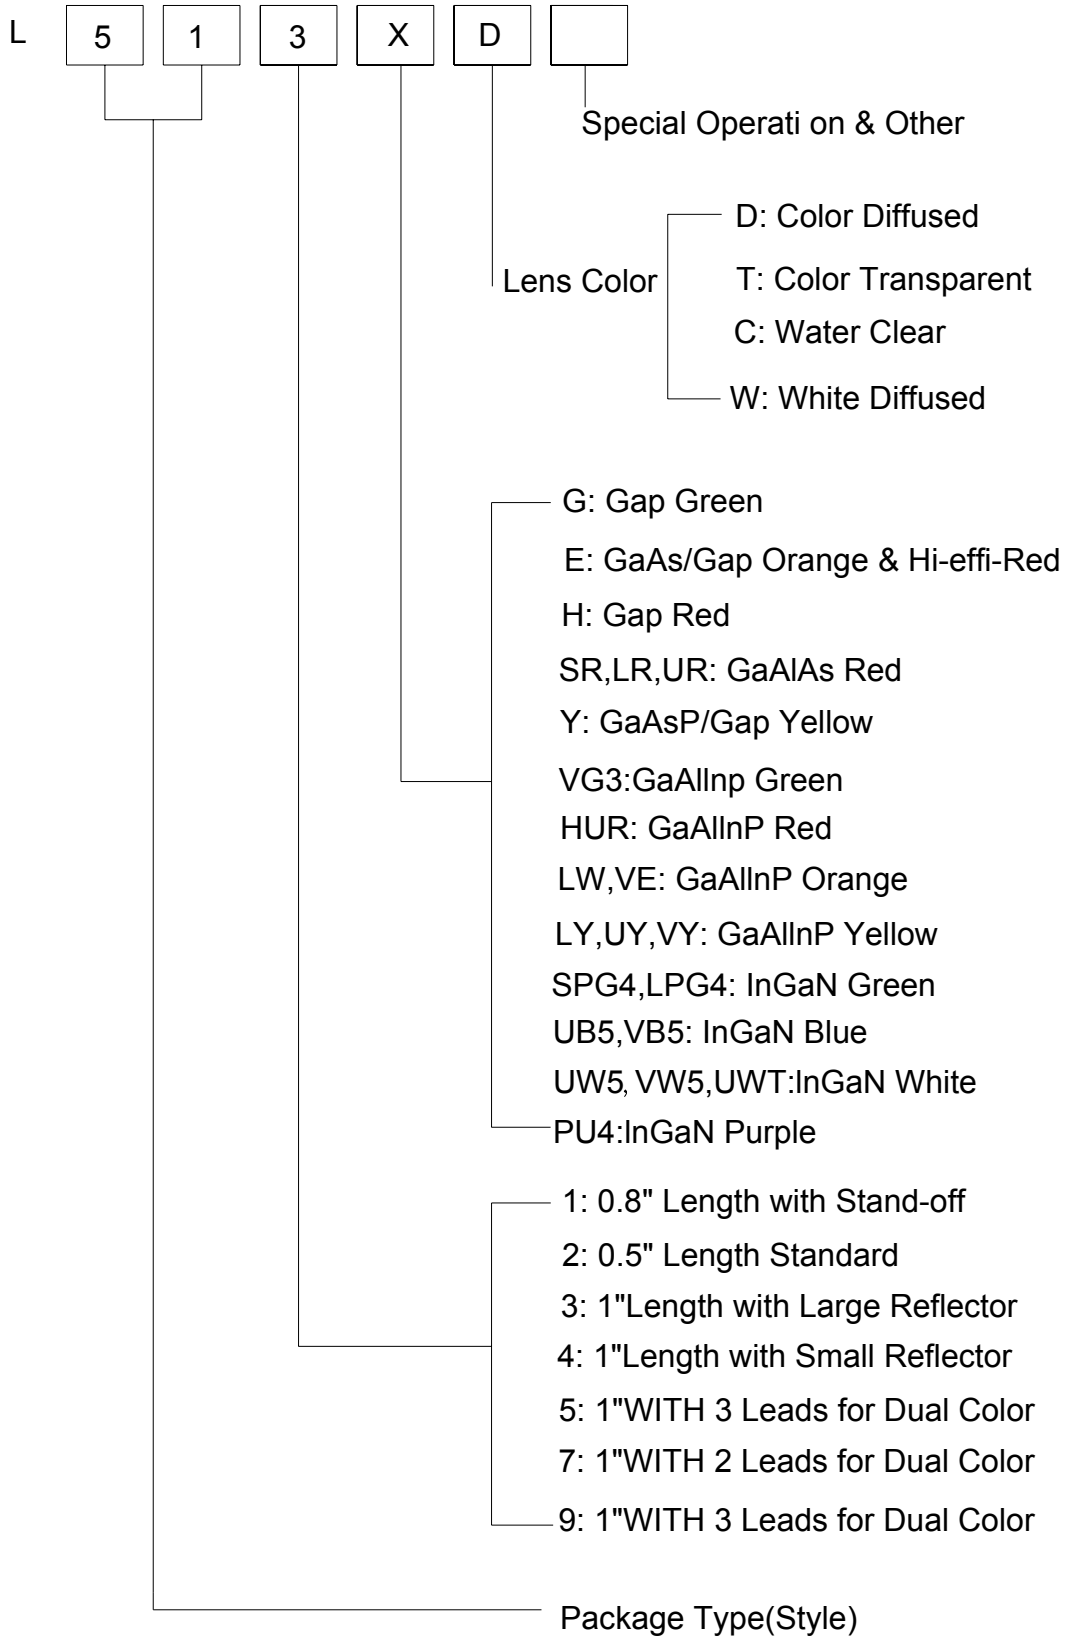 L 5 1 3 X D
Special Operati on & Other
D: Color Diffused
Lens Color
T: Color Transparent
C: Water Clear
W: White Diffused
G: Gap Green
E: GaAs/Gap Orange & Hi-effi-Red
H: Gap Red
SR,LR,UR: GaAlAs Red
Y: GaAsP/Gap Yellow
VG3:GaAlInp Green
HUR: GaAlInP Red
LW,VE: GaAlInP Orange
LY,UY,VY: GaAlInP Yellow
SPG4,LPG4: InGaN Green
UB5,VB5: InGaN Blue
UW5, VW5,UWT:InGaN White
PU4:InGaN Purple
1: 0.8" Length with Stand-off
2: 0.5" Length Standard
3: 1"Length with Large Reflector
4: 1"Length with Small Reflector
5: 1"WITH 3 Leads for Dual Color
7: 1"WITH 2 Leads for Dual Color
9: 1"WITH 3 Leads for Dual Color
Package Type(Style)